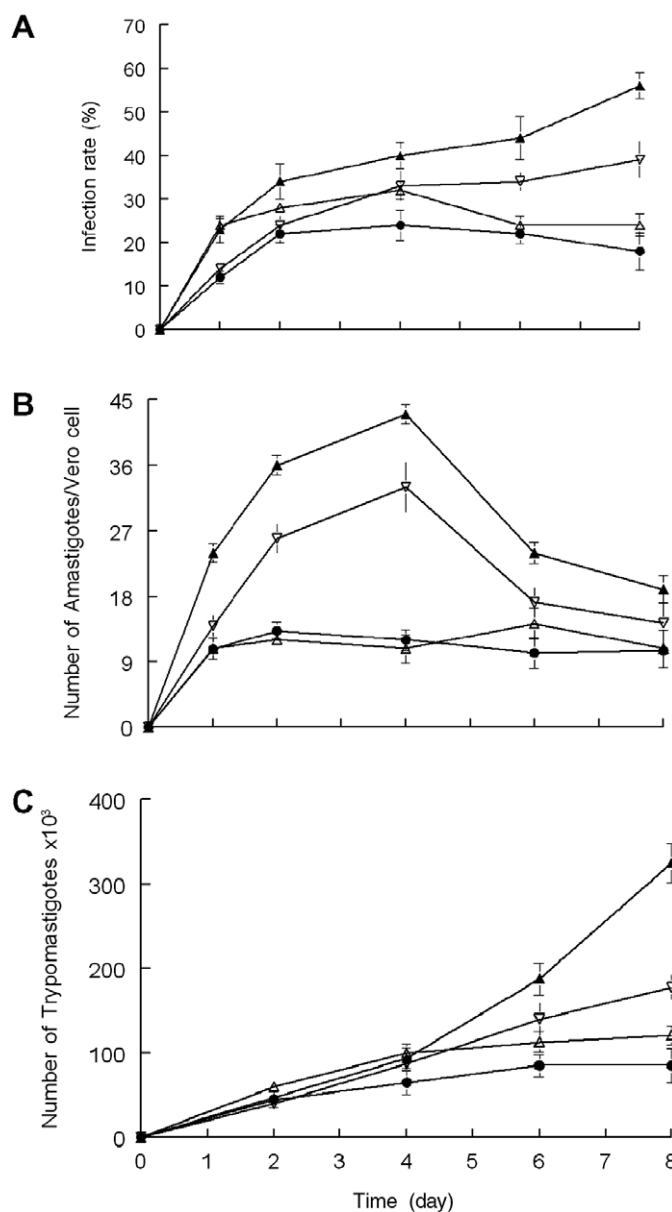 A
70
60
50
40
30
20
10
0
Infection rate (%)
B
45
36
27
18
9
0
Number of Amastigotes/Vero cell
C
400
300
200
100
0
Number of Trypomastigotes x10³
0 1 2 3 4 5 6 7 8
Time (day)